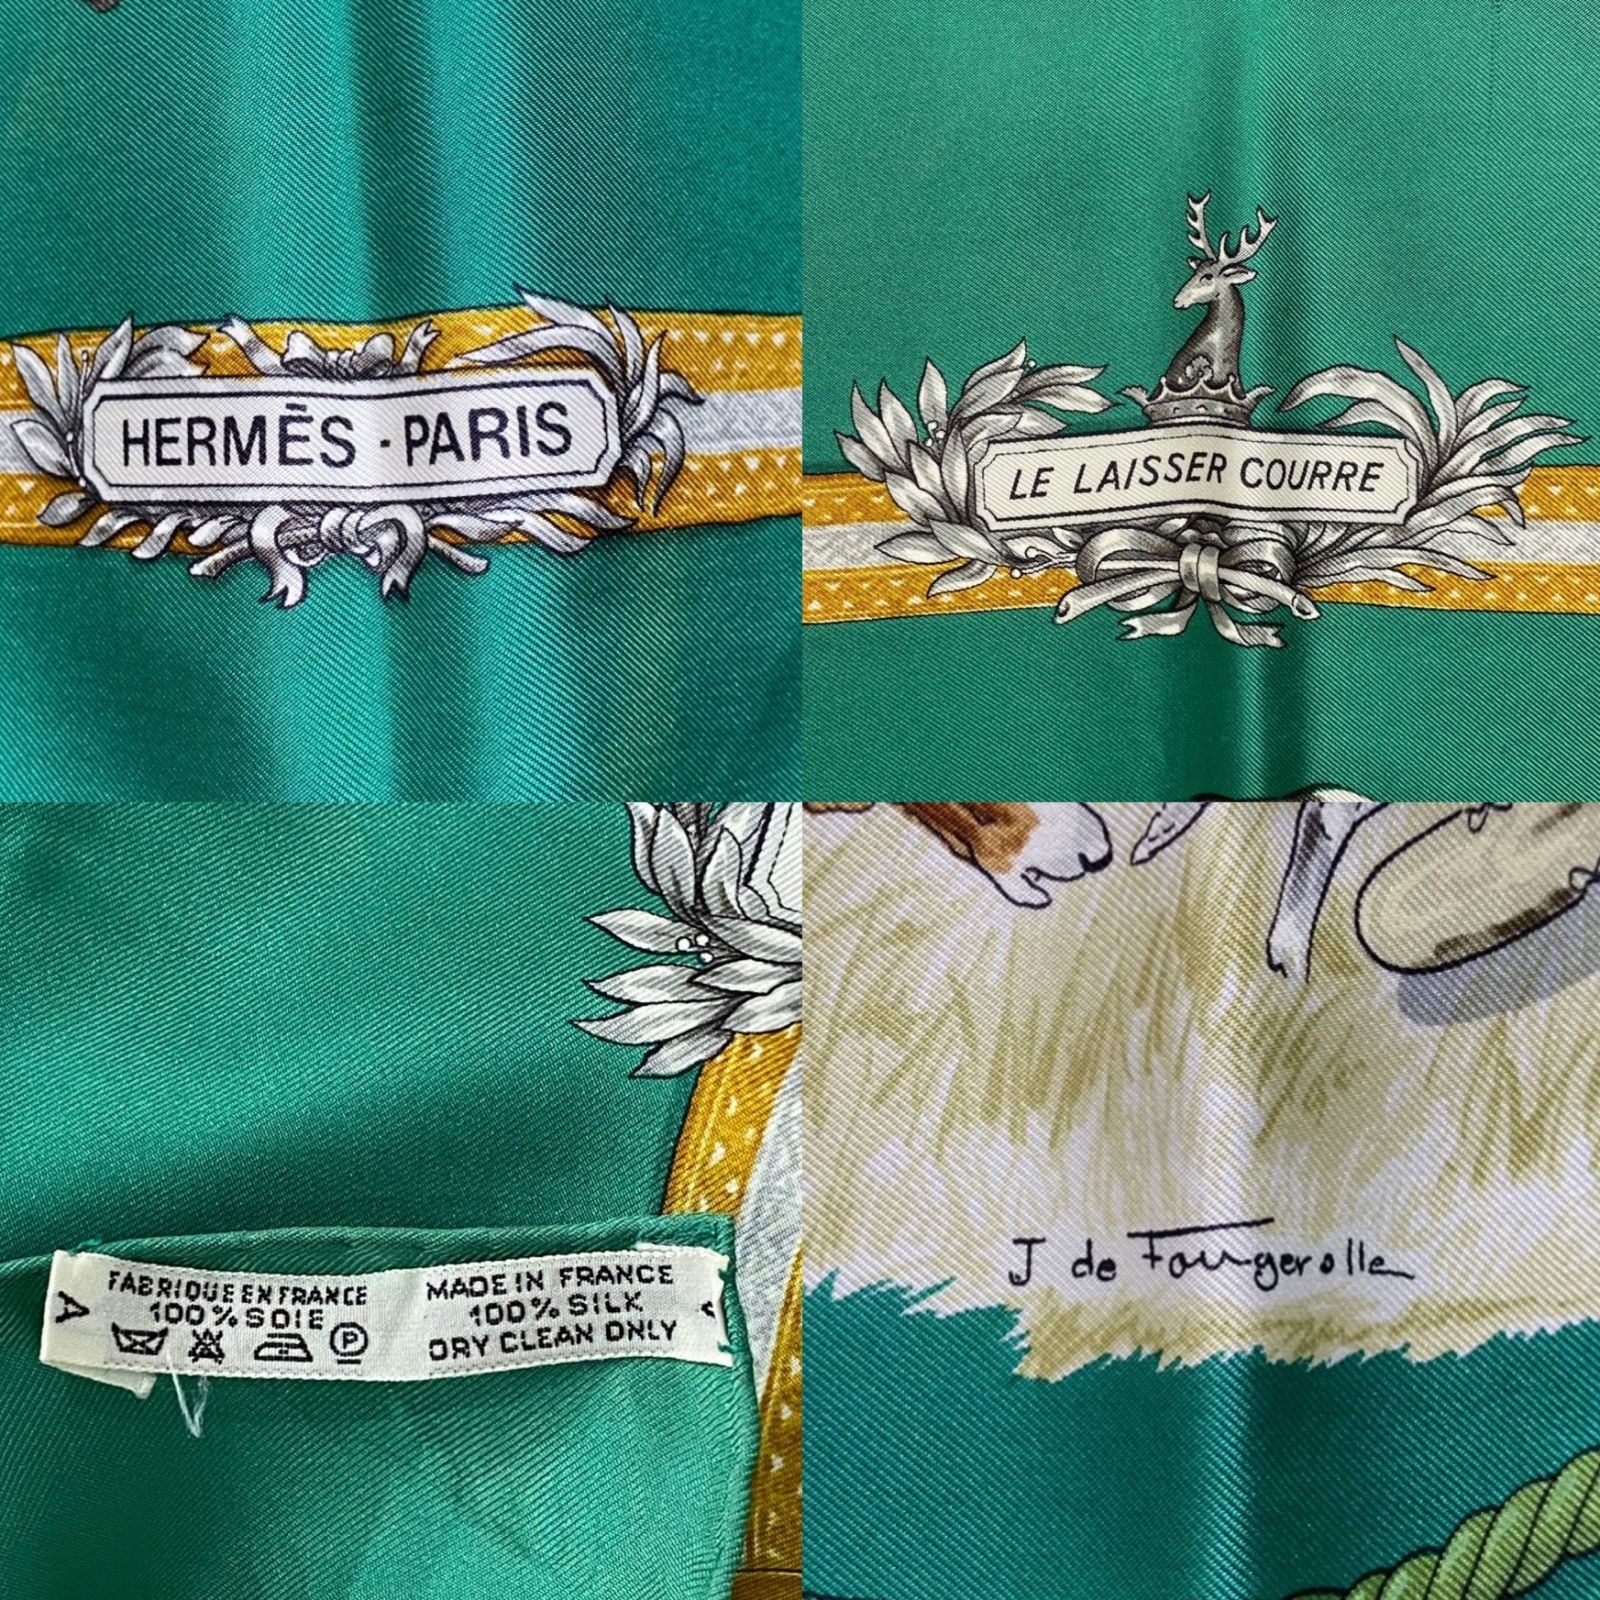 HERMÈS - PARIS
LE LAISSER COURRE
A
FABRIQUE EN FRANCE
100% SOIE
P
MADE IN FRANCE
100% SILK
DRY CLEAN ONLY
J de Fougerolle